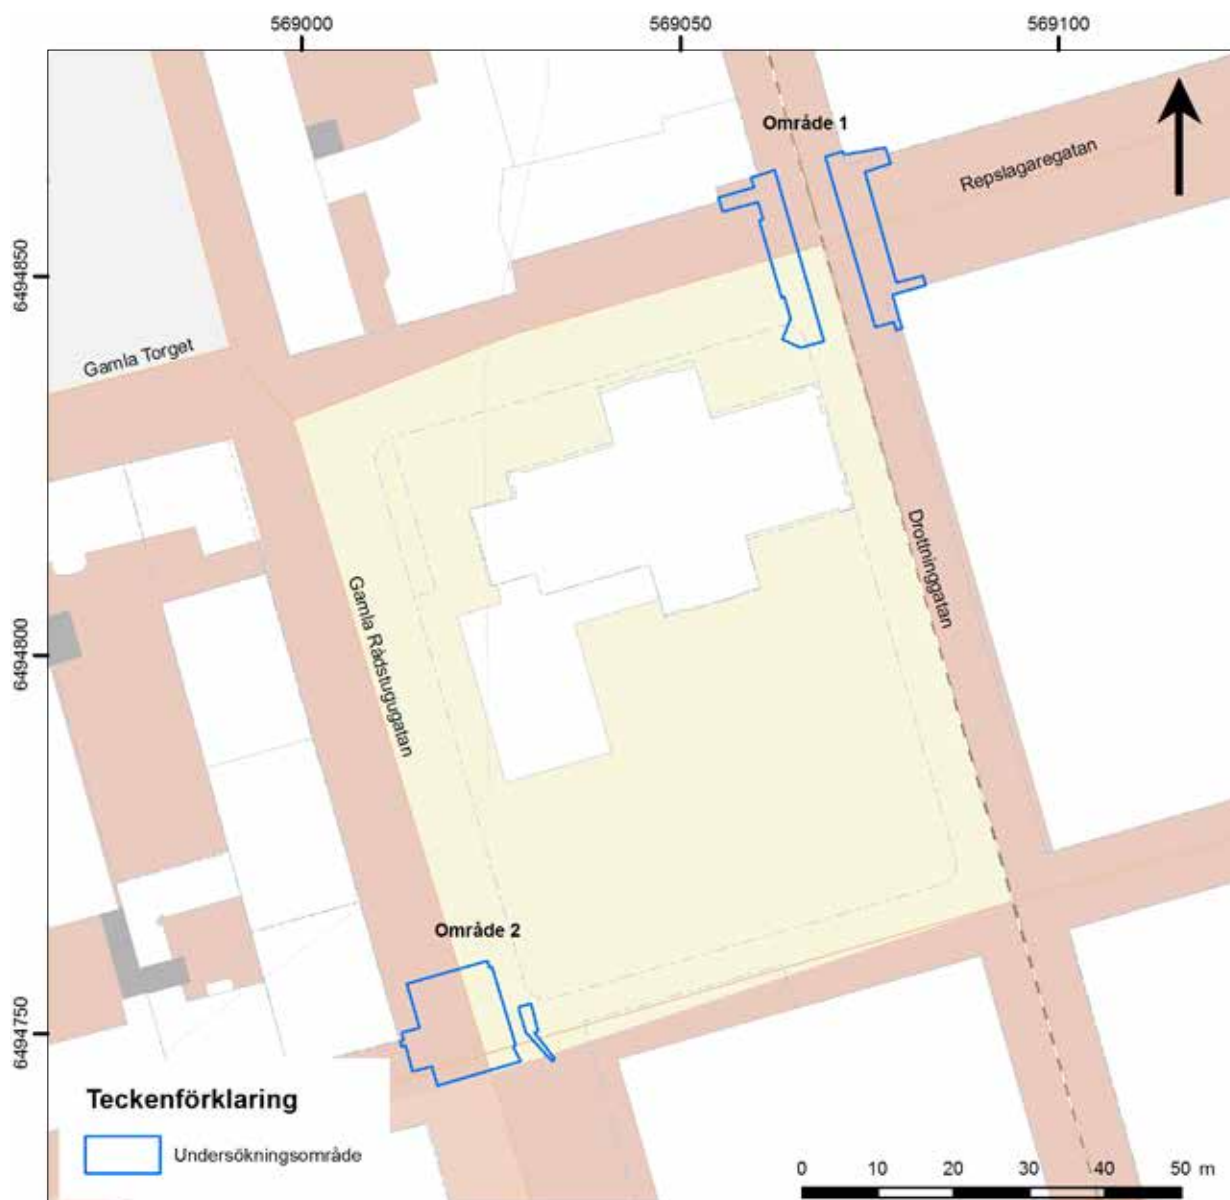 569000
569050
569100
Område 1
Repslagaregatan
6494850
Gamla Torget
Drottninggatan
Gamla Rådstugugatan
6494800
Område 2
6494750
Teckenförklaring
Undersökningsområde
0 10 20 30 40 50 m